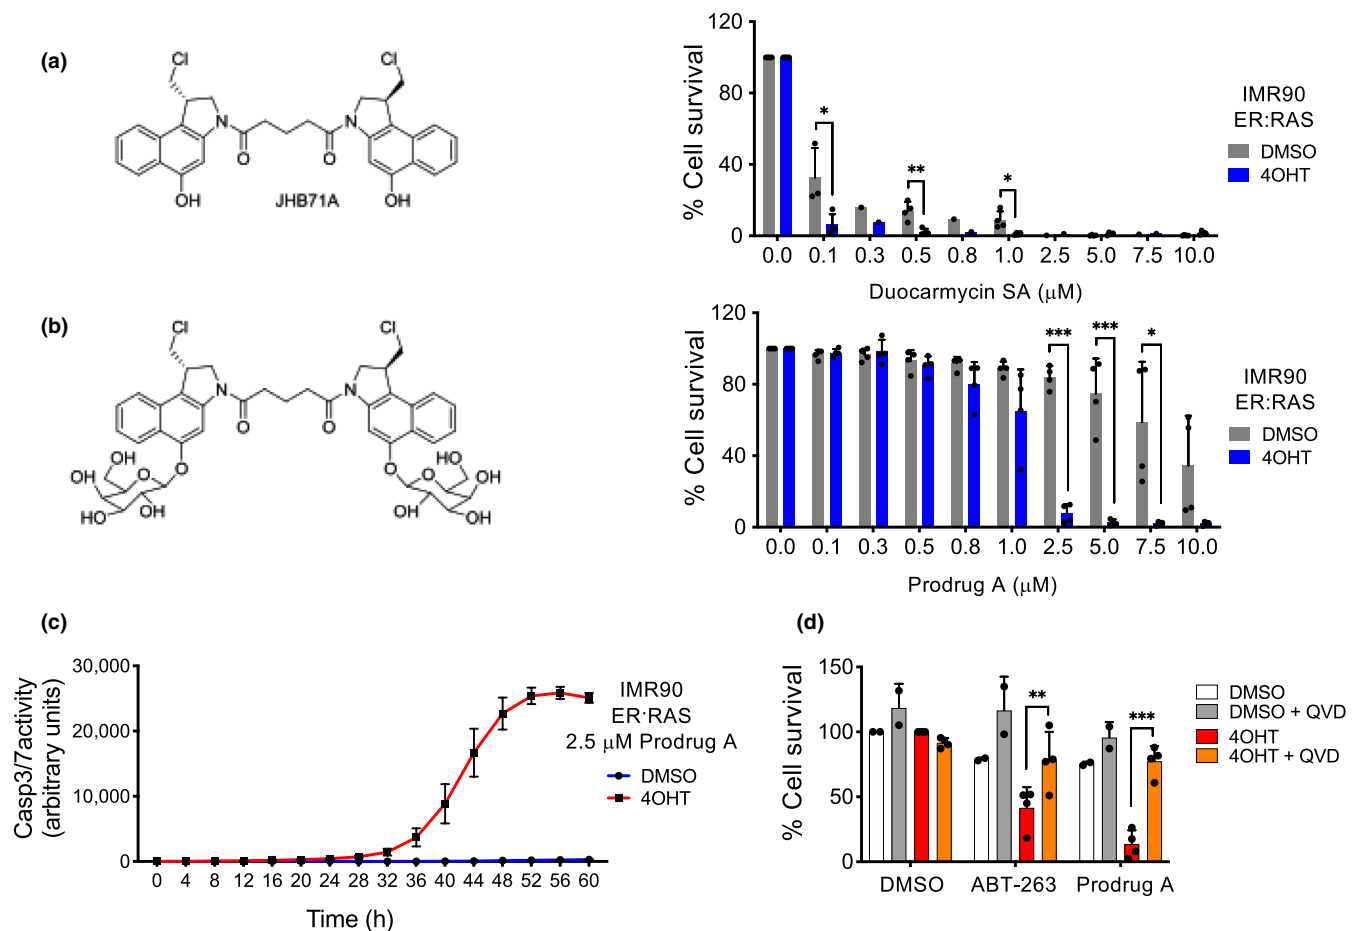 (a)
Cl
Cl
N
N
O
O
OH
OH
JHB71A
% Cell survival
120
80
40
0
0.0 0.1 0.3 0.5 0.8 1.0 2.5 5.0 7.5 10.0
Duocarmycin SA (µM)
* ** *
IMR90
ER:RAS
DMSO
4OHT
(b)
Cl
Cl
N
N
O
O
O
O
OH
O
OH
OH
HO
OH
HO
O
OH
HO
OH
% Cell survival
120
80
40
0
0.0 0.1 0.3 0.5 0.8 1.0 2.5 5.0 7.5 10.0
Prodrug A (µM)
*** *** *
IMR90
ER:RAS
DMSO
4OHT
(c)
Casp3/7activity
(arbitrary units)
30,000
20,000
10,000
0
0 4 8 12 16 20 24 28 32 36 40 44 48 52 56 60
Time (h)
IMR90
ER:RAS
2.5 µM Prodrug A
DMSO
4OHT
(d)
% Cell survival
150
100
50
0
DMSO ABT-263 Prodrug A
** ***
DMSO
DMSO + QVD
4OHT
4OHT + QVD